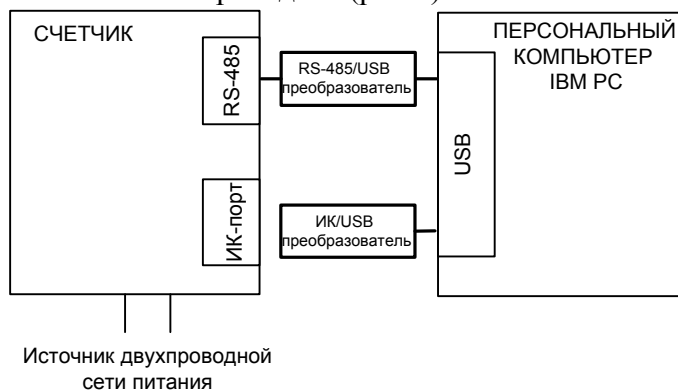 СЧЕТЧИК
RS-485
ИК-порт
RS-485/USB
преобразователь
ИК/USB
преобразователь
USB
ПЕРСОНАЛЬНЫЙ
КОМПЬЮТЕР
IBM PC
Источник двухпроводной
сети питания